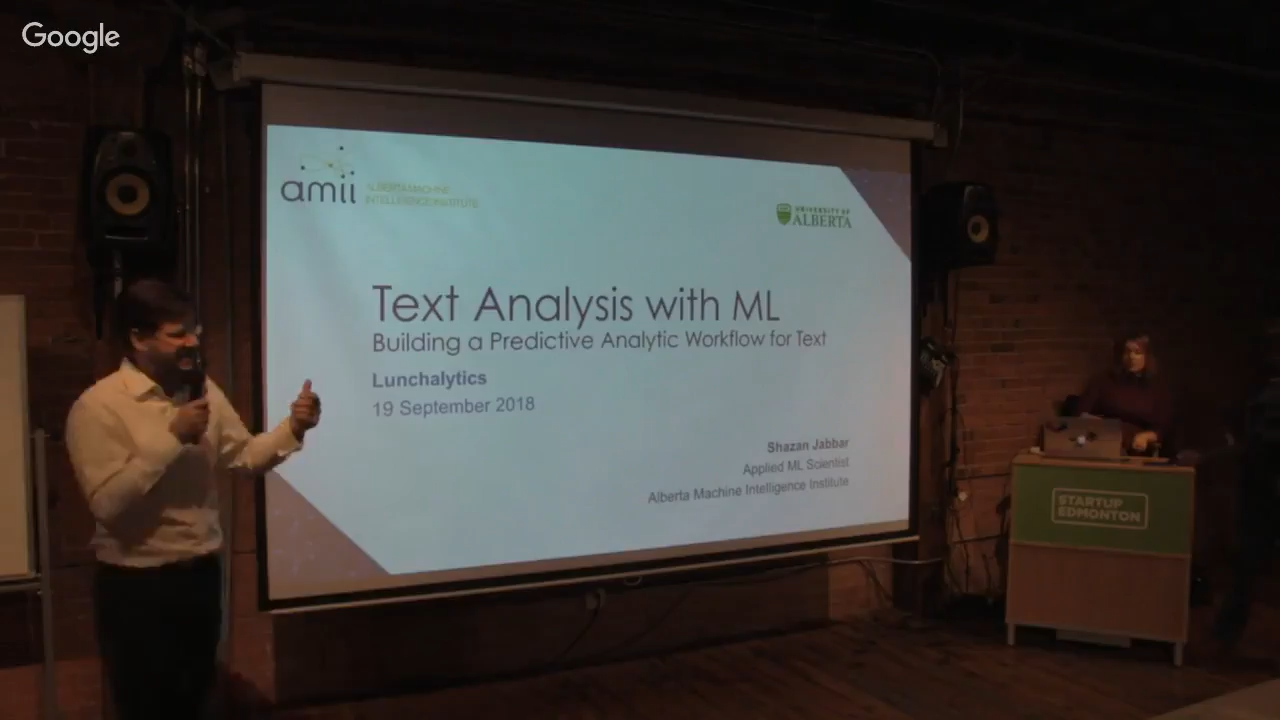 Google
amii
ALBERTA MACHINE
INTELLIGENCE INSTITUTE
UNIVERSITY OF
ALBERTA
Text Analysis with ML
Building a Predictive Analytic Workflow for Text
Lunchalytics
19 September 2018
Shazan Jabbar
Applied ML Scientist
Alberta Machine Intelligence Institute
STARTUP
EDMONTON